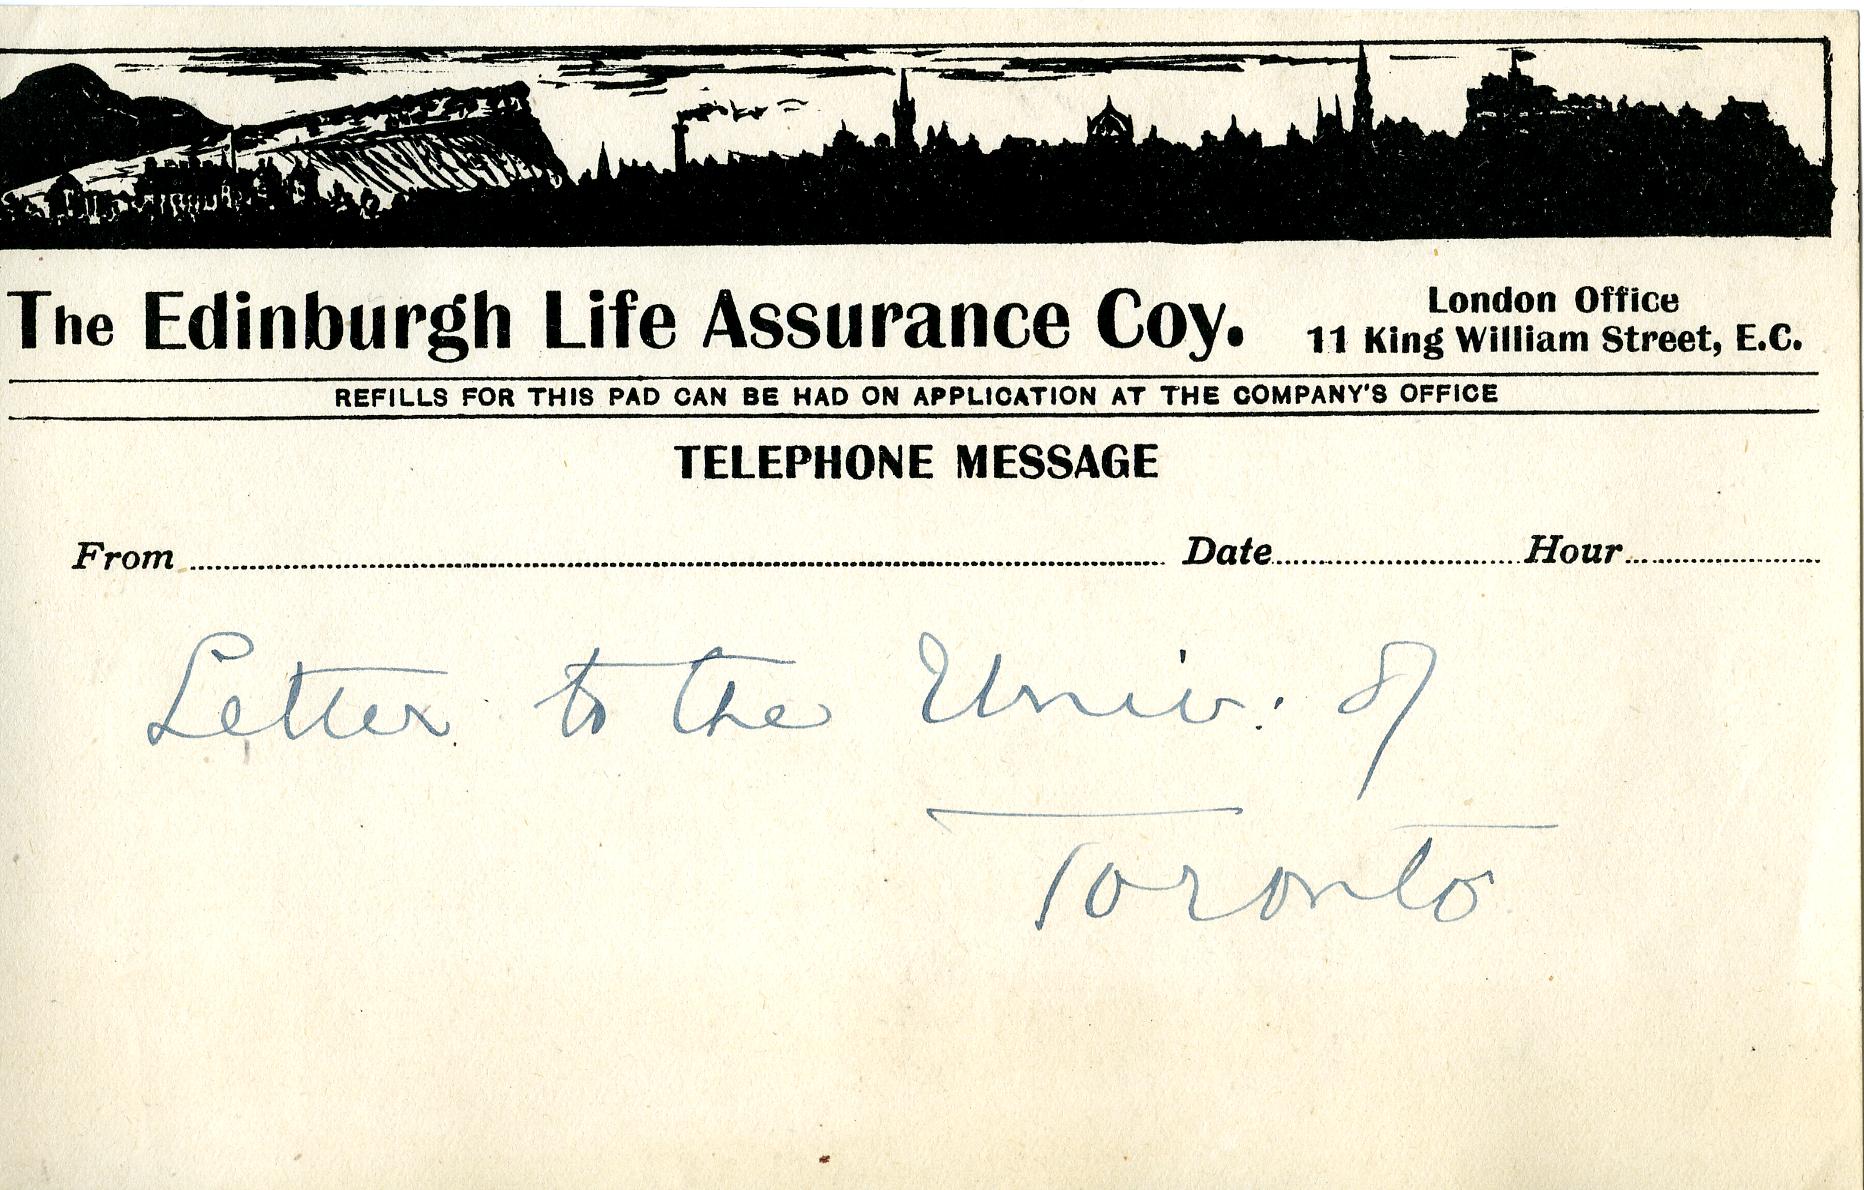 The Edinburgh Life Assurance Coy.
London Office
11 King William Street, E.C.
REFILLS FOR THIS PAD CAN BE HAD ON APPLICATION AT THE COMPANY'S OFFICE
TELEPHONE MESSAGE
From Date Hour
Letter to the Univ. of
Toronto